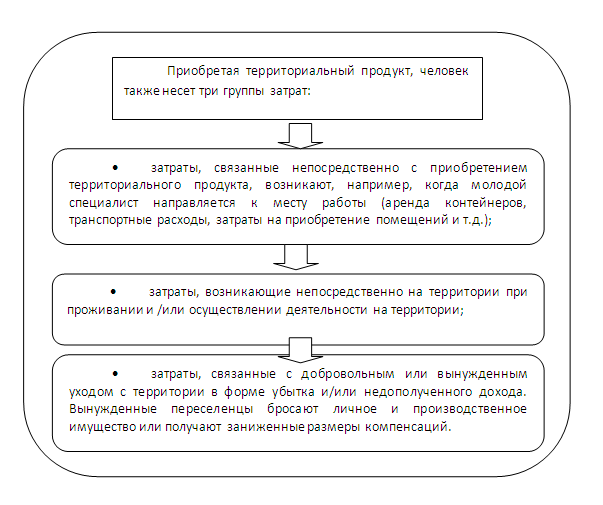 Приобретая территориальный продукт, человек
также несет три группы затрат:
• затраты, связанные непосредственно с приобретением
территориального продукта, возникают, например, когда молодой
специалист направляется к месту работы (аренда контейнеров,
транспортные расходы, затраты на приобретение помещений и т.д.);
• затраты, возникающие непосредственно на территории при
проживании и /или осуществлении деятельности на территории;
• затраты, связанные с добровольным или вынужденным
уходом с территории в форме убытка и/или недополученного дохода.
Вынужденные переселенцы бросают личное и производственное
имущество или получают заниженные размеры компенсаций.